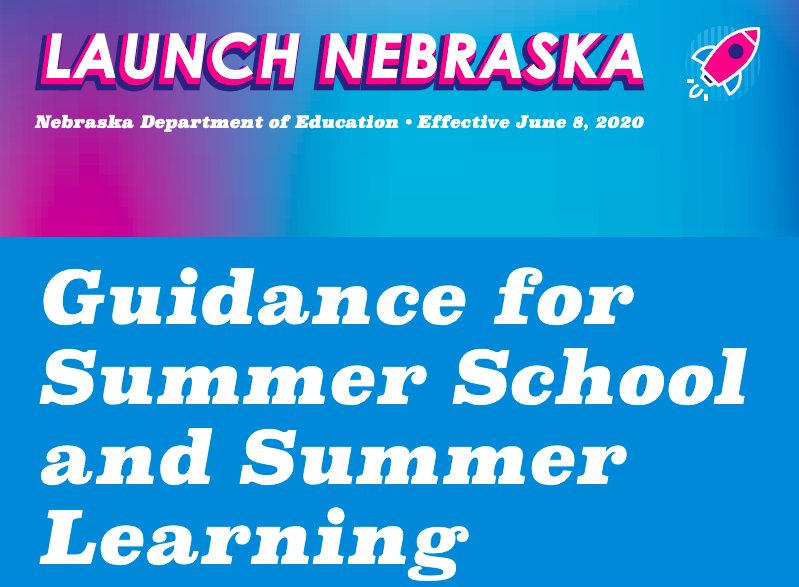 LAUNCH NEBRASKA
Nebraska Department of Education • Effective June 8, 2020
Guidance for
Summer School
and Summer
Learning